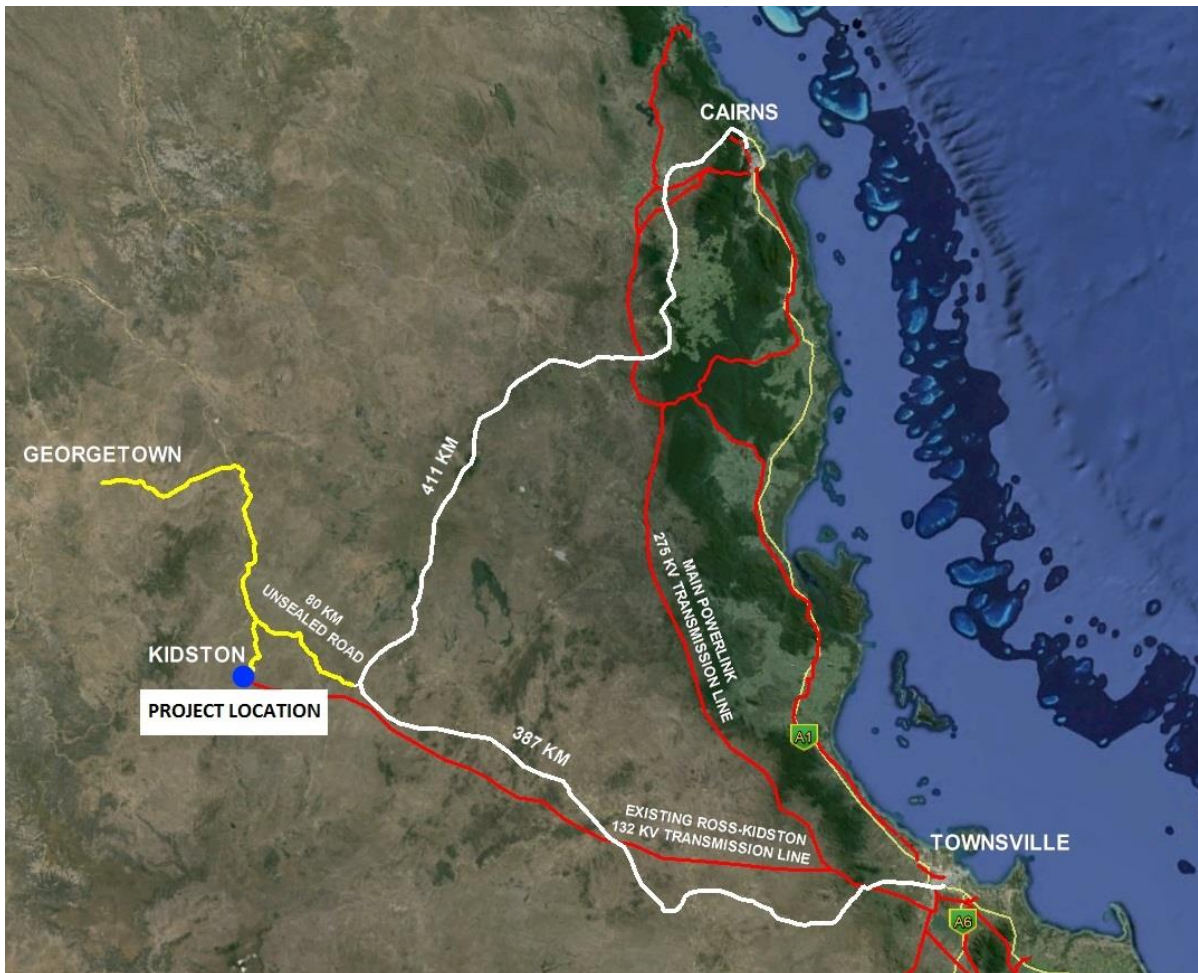 CAIRNS
GEORGETOWN
411 KM
80 KM
UNSEALED ROAD
MAIN POWERLINK
275 KV TRANSMISSION LINE
KIDSTON
PROJECT LOCATION
387 KM
A1
EXISTING ROSS-KIDSTON
132 KV TRANSMISSION LINE
TOWNSVILLE
A6